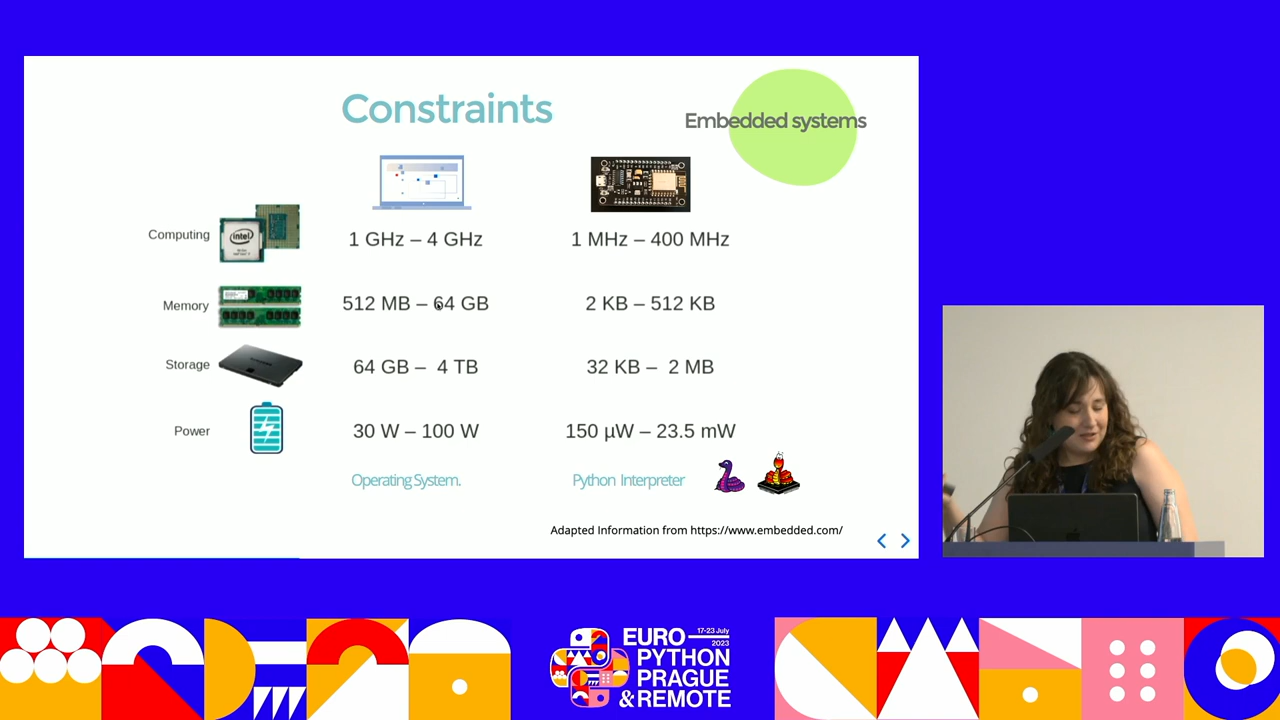 Constraints
Embedded systems
Computing
intel
1 GHz – 4 GHz
1 MHz – 400 MHz
Memory
512 MB – 64 GB
2 KB – 512 KB
Storage
64 GB – 4 TB
32 KB – 2 MB
Power
30 W – 100 W
150 µW – 23.5 mW
Operating System.
Python Interpreter
Adapted Information from https://www.embedded.com/
EURO 17-23 July
2023
PYTHON
PRAGUE
& REMOTE